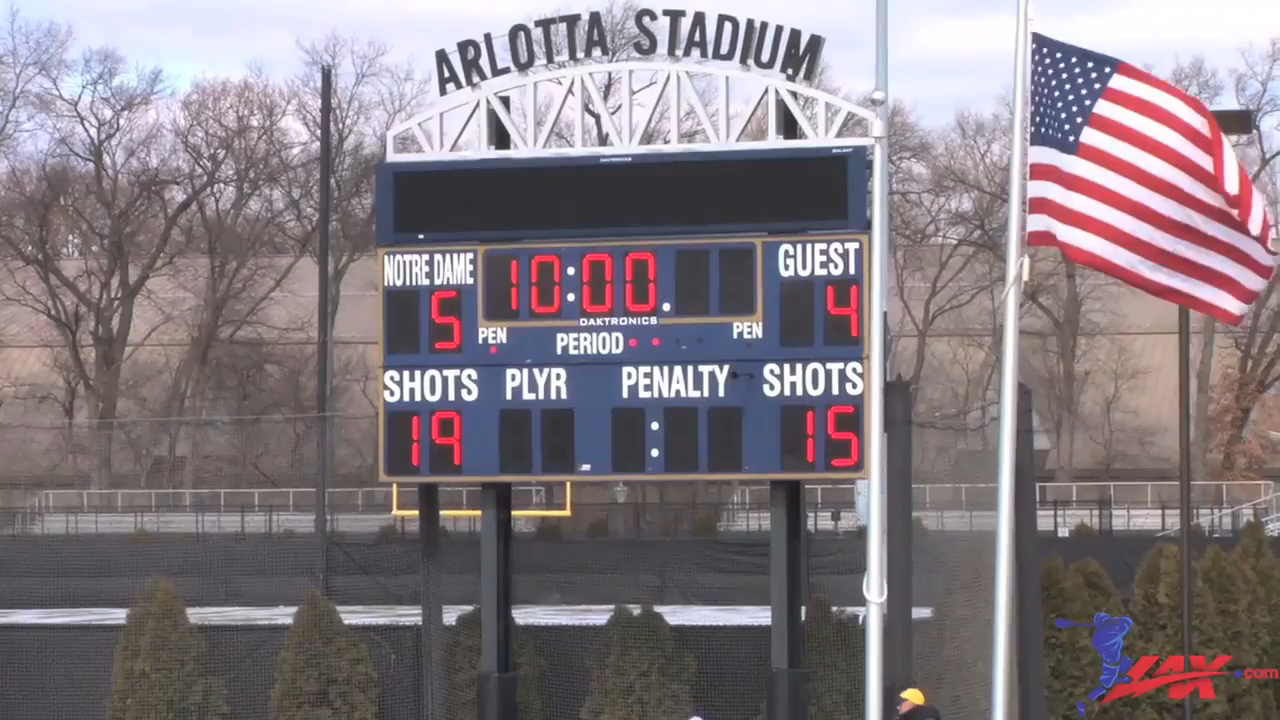 ARLOTTA STADIUM
DAKTRONICS
NOTRE DAME 10:00 GUEST
5 4
DAKTRONICS
PEN PERIOD PEN
SHOTS PLYR PENALTY SHOTS
19 : 15
LAX.com